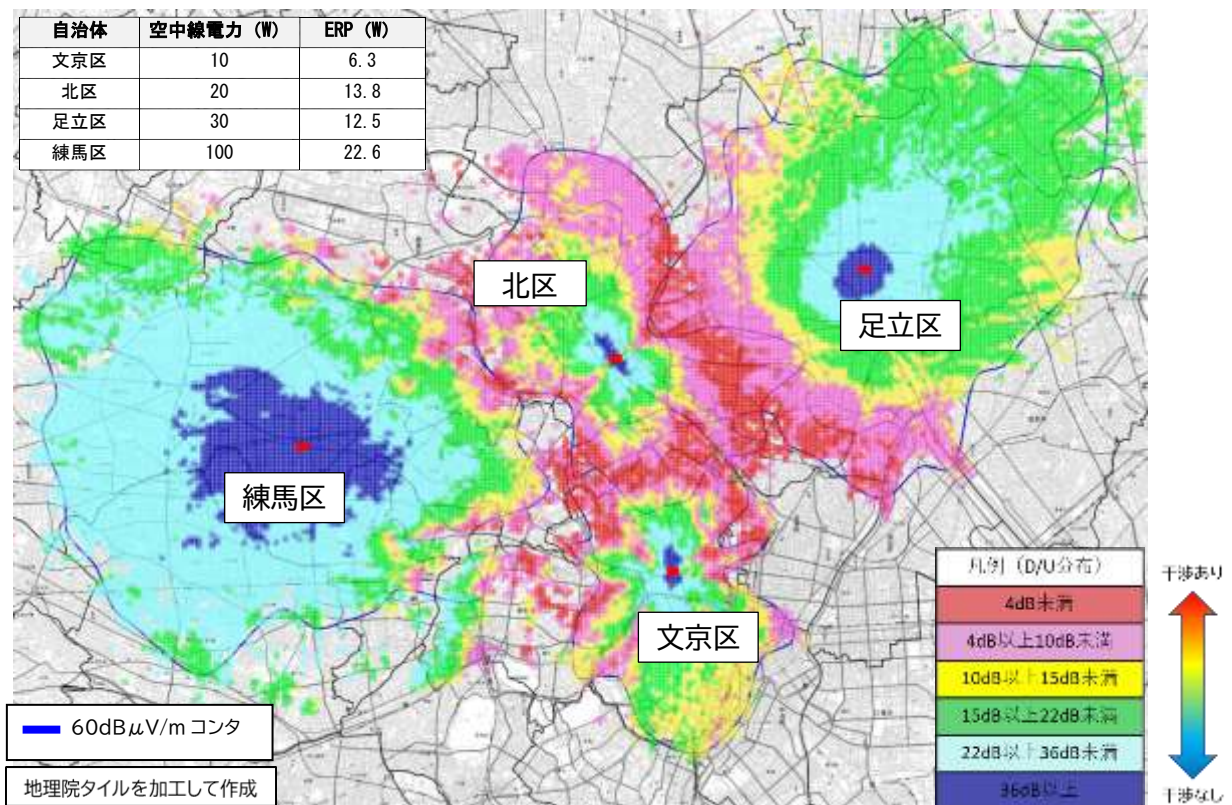 自治体 空中線電力 (W) ERP (W)
文京区 10 6.3
北区 20 13.8
足立区 30 12.5
練馬区 100 22.6
北区
足立区
練馬区
文京区
凡例（D/U分布）
4dB未満
4dB以上10dB未満
10dB以上15dB未満
15dB以上22dB未満
22dB以上36dB未満
36dB以上
干渉あり
干渉なし
60dBμV/m コンタ
地理院タイルを加工して作成